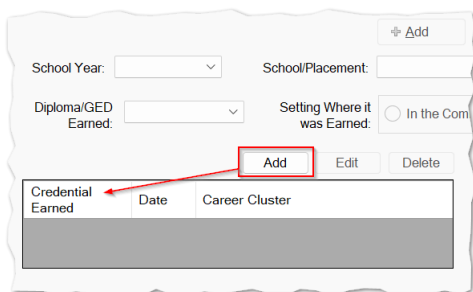 Add
School Year:
School/Placement:
Diploma/GED
Earned:
Setting Where it
was Earned:
In the Com
Add Edit Delete
Credential
Earned
Date
Career Cluster